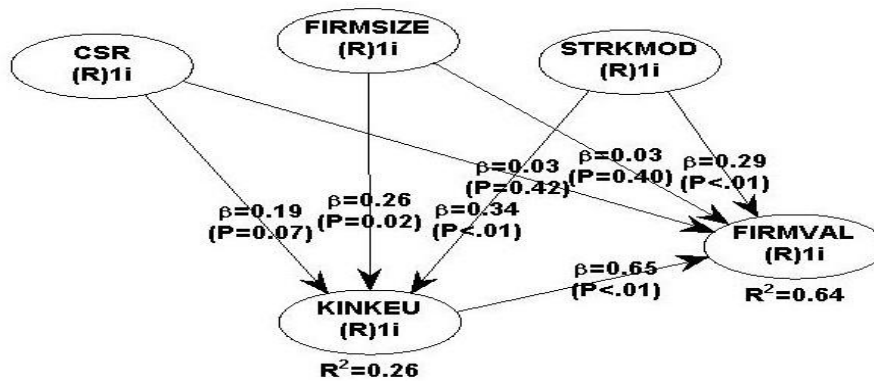 CSR
(R)1i
FIRMSIZE
(R)1i
STRKMOD
(R)1i
β=0.03
(P=0.42)
β=0.03
(P=0.40)
β=0.29
(P<.01)
β=0.19
(P=0.07)
β=0.26
(P=0.02)
β=0.34
(P<.01)
FIRMVAL
(R)1i
R²=0.64
β=0.65
(P<.01)
KINKEU
(R)1i
R²=0.26